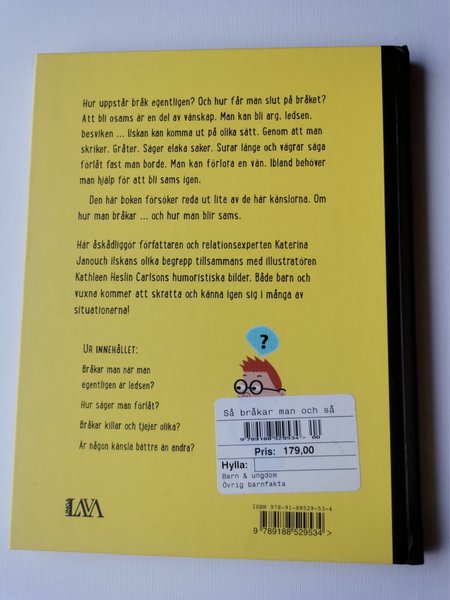 Hur uppstår bråk egentligen? Och hur får man slut på bråket?
Att bli osams är en del av vänskap. Man kan bli arg, ledsen,
besviken ... Ilskan kan komma ut på olika sätt. Genom att man
skriker. Gråter. Säger elaka saker. Surar länge och vägrar säga
förlåt fast man borde. Man kan förlora en vän. Ibland behöver
man hjälp för att bli sams igen.
Den här boken försöker reda ut lite av de här känslorna. Om
hur man bråkar ... och hur man blir sams.
Här åskådliggör författaren och relationsexperten Katerina
Janouch ilskans olika begrepp tillsammans med illustratören
Kathleen Heslin Carlsons humoristiska bilder. Både barn och
vuxna kommer att skratta och känna igen sig i många av
situationerna!
?
UR INNEHÅLLET:
Bråkar man när man
egentligen är ledsen?
Hur säger man förlåt?
Bråkar killar och tjejer olika?
Är någon känsla bättre än andra?
Så bråkar man och så
9789188529534> 00
Pris: 179,00
Hylla:
Barn & ungdom
Övrig barnfakta
LAVA
ISBN 978-91-88529-53-4
9 789188 529534 >